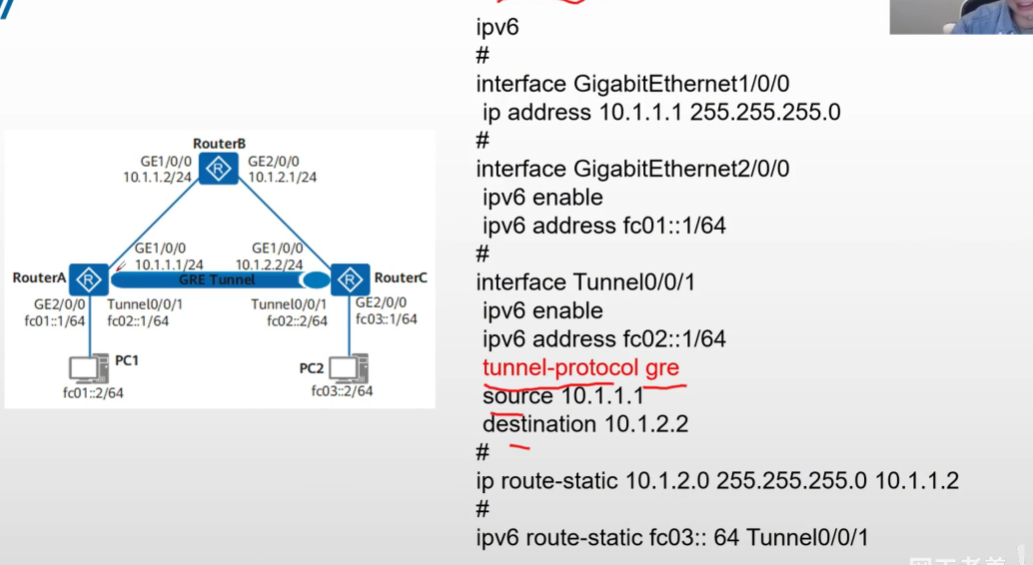 ipv6
#
interface GigabitEthernet1/0/0
ip address 10.1.1.1 255.255.255.0
#
interface GigabitEthernet2/0/0
ipv6 enable
ipv6 address fc01::1/64
#
interface Tunnel0/0/1
ipv6 enable
ipv6 address fc02::1/64
tunnel-protocol gre
source 10.1.1.1
destination 10.1.2.2
#
ip route-static 10.1.2.0 255.255.255.0 10.1.1.2
#
ipv6 route-static fc03:: 64 Tunnel0/0/1
RouterB
GE1/0/0 GE2/0/0
10.1.1.2/24 10.1.2.1/24
GE1/0/0 GE1/0/0
10.1.1.1/24 10.1.2.2/24
RouterA GRE Tunnel RouterC
GE2/0/0 Tunnel0/0/1 Tunnel0/0/1 GE2/0/0
fc01::1/64 fc02::1/64 fc02::2/64 fc03::1/64
PC1
PC2
fc01::2/64 fc03::2/64